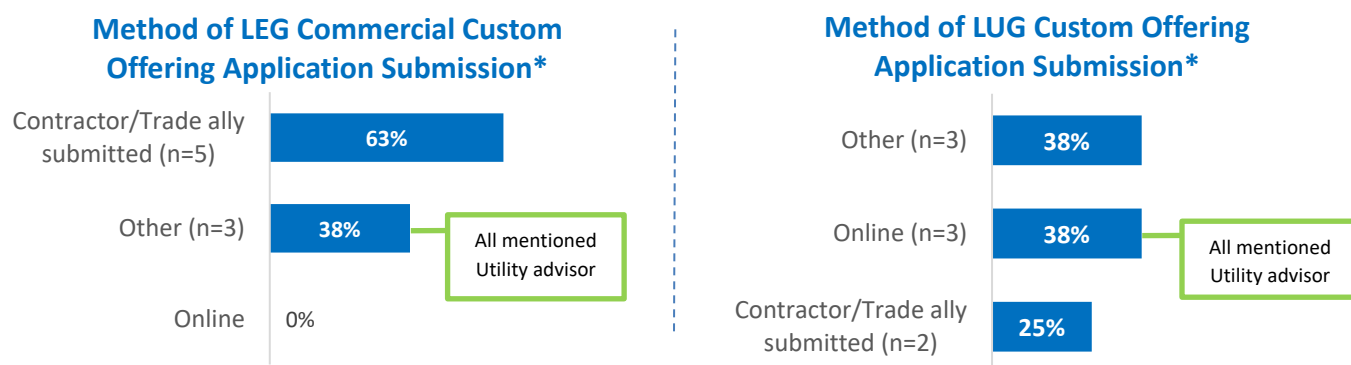 Method of LEG Commercial Custom
Offering Application Submission*
Contractor/Trade ally
submitted (n=5)
63%
Other (n=3)
38%
All mentioned
Utility advisor
Online
0%
Method of LUG Custom Offering
Application Submission*
Other (n=3)
38%
Online (n=3)
38%
All mentioned
Utility advisor
Contractor/Trade ally
submitted (n=2)
25%